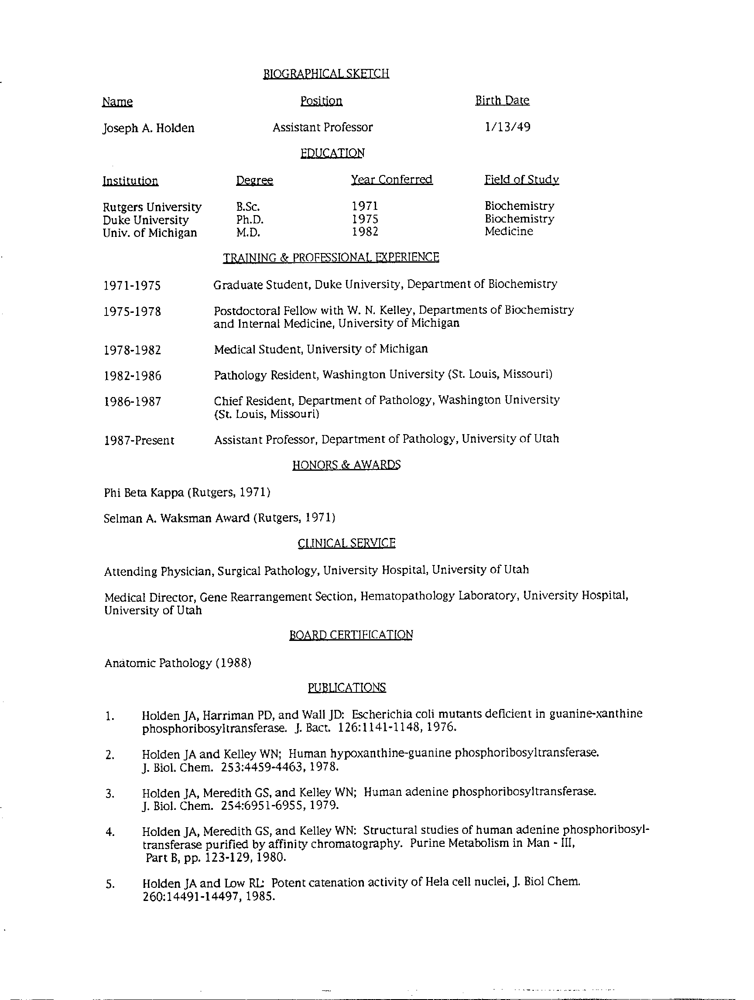 BIOGRAPHICAL SKETCH
Name Position Birth Date
Joseph A. Holden Assistant Professor 1/13/49
EDUCATION
Institution Degree Year Conferred Field of Study
Rutgers University B.Sc. 1971 Biochemistry
Duke University Ph.D. 1975 Biochemistry
Univ. of Michigan M.D. 1982 Medicine
TRAINING & PROFESSIONAL EXPERIENCE
1971-1975 Graduate Student, Duke University, Department of Biochemistry
1975-1978 Postdoctoral Fellow with W. N. Kelley, Departments of Biochemistry
and Internal Medicine, University of Michigan
1978-1982 Medical Student, University of Michigan
1982-1986 Pathology Resident, Washington University (St. Louis, Missouri)
1986-1987 Chief Resident, Department of Pathology, Washington University
(St. Louis, Missouri)
1987-Present Assistant Professor, Department of Pathology, University of Utah
HONORS & AWARDS
Phi Beta Kappa (Rutgers, 1971)
Selman A. Waksman Award (Rutgers, 1971)
CLINICAL SERVICE
Attending Physician, Surgical Pathology, University Hospital, University of Utah
Medical Director, Gene Rearrangement Section, Hematopathology Laboratory, University Hospital,
University of Utah
BOARD CERTIFICATION
Anatomic Pathology (1988)
PUBLICATIONS
1. Holden JA, Harriman PD, and Wall JD: Escherichia coli mutants deficient in guanine-xanthine
phosphoribosyltransferase. J. Bact. 126:1141-1148, 1976.
2. Holden JA and Kelley WN; Human hypoxanthine-guanine phosphoribosyltransferase.
J. Biol. Chem. 253:4459-4463, 1978.
3. Holden JA, Meredith GS, and Kelley WN; Human adenine phosphoribosyltransferase.
J. Biol. Chem. 254:6951-6955, 1979.
4. Holden JA, Meredith GS, and Kelley WN: Structural studies of human adenine phosphoribosyl-
transferase purified by affinity chromatography. Purine Metabolism in Man - III,
Part B, pp. 123-129, 1980.
5. Holden JA and Low RL: Potent catenation activity of Hela cell nuclei, J. Biol Chem.
260:14491-14497, 1985.